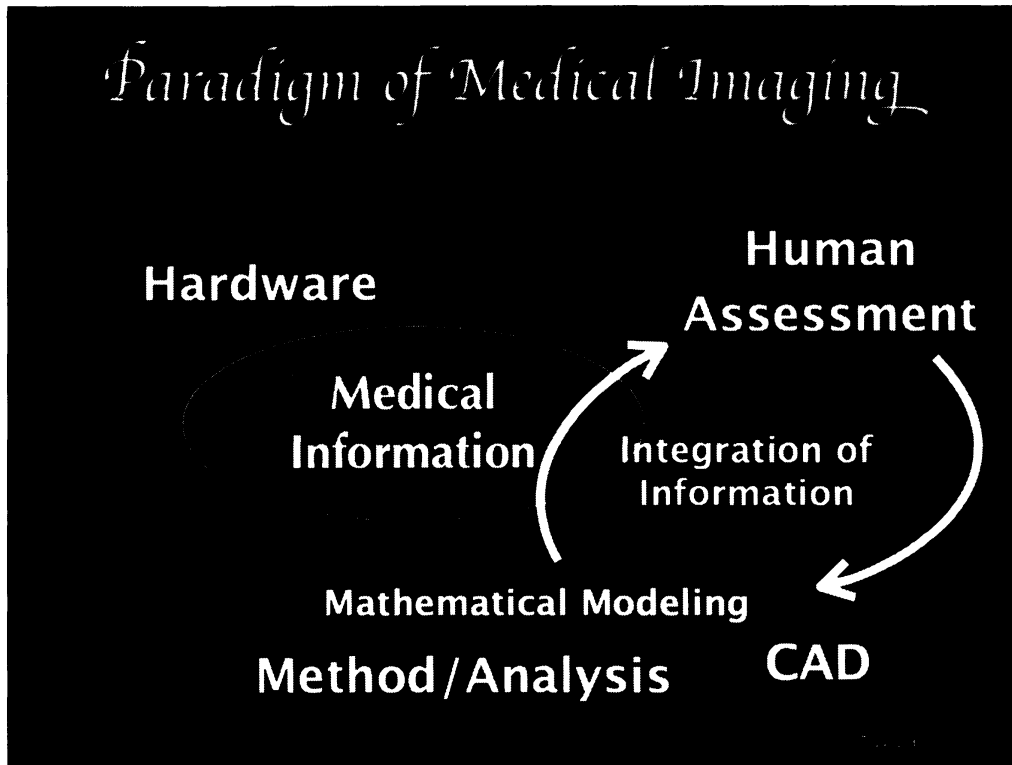 Paradigm of Medical Imaging
Hardware
Human
Assessment
Medical
Information
Integration of
Information
Mathematical Modeling
Method/Analysis
CAD